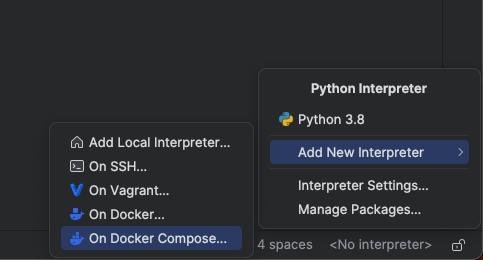 Python Interpreter
Python 3.8
Add New Interpreter
Interpreter Settings...
Manage Packages...
Add Local Interpreter...
On SSH...
On Vagrant...
On Docker...
On Docker Compose...
4 spaces <No interpreter>